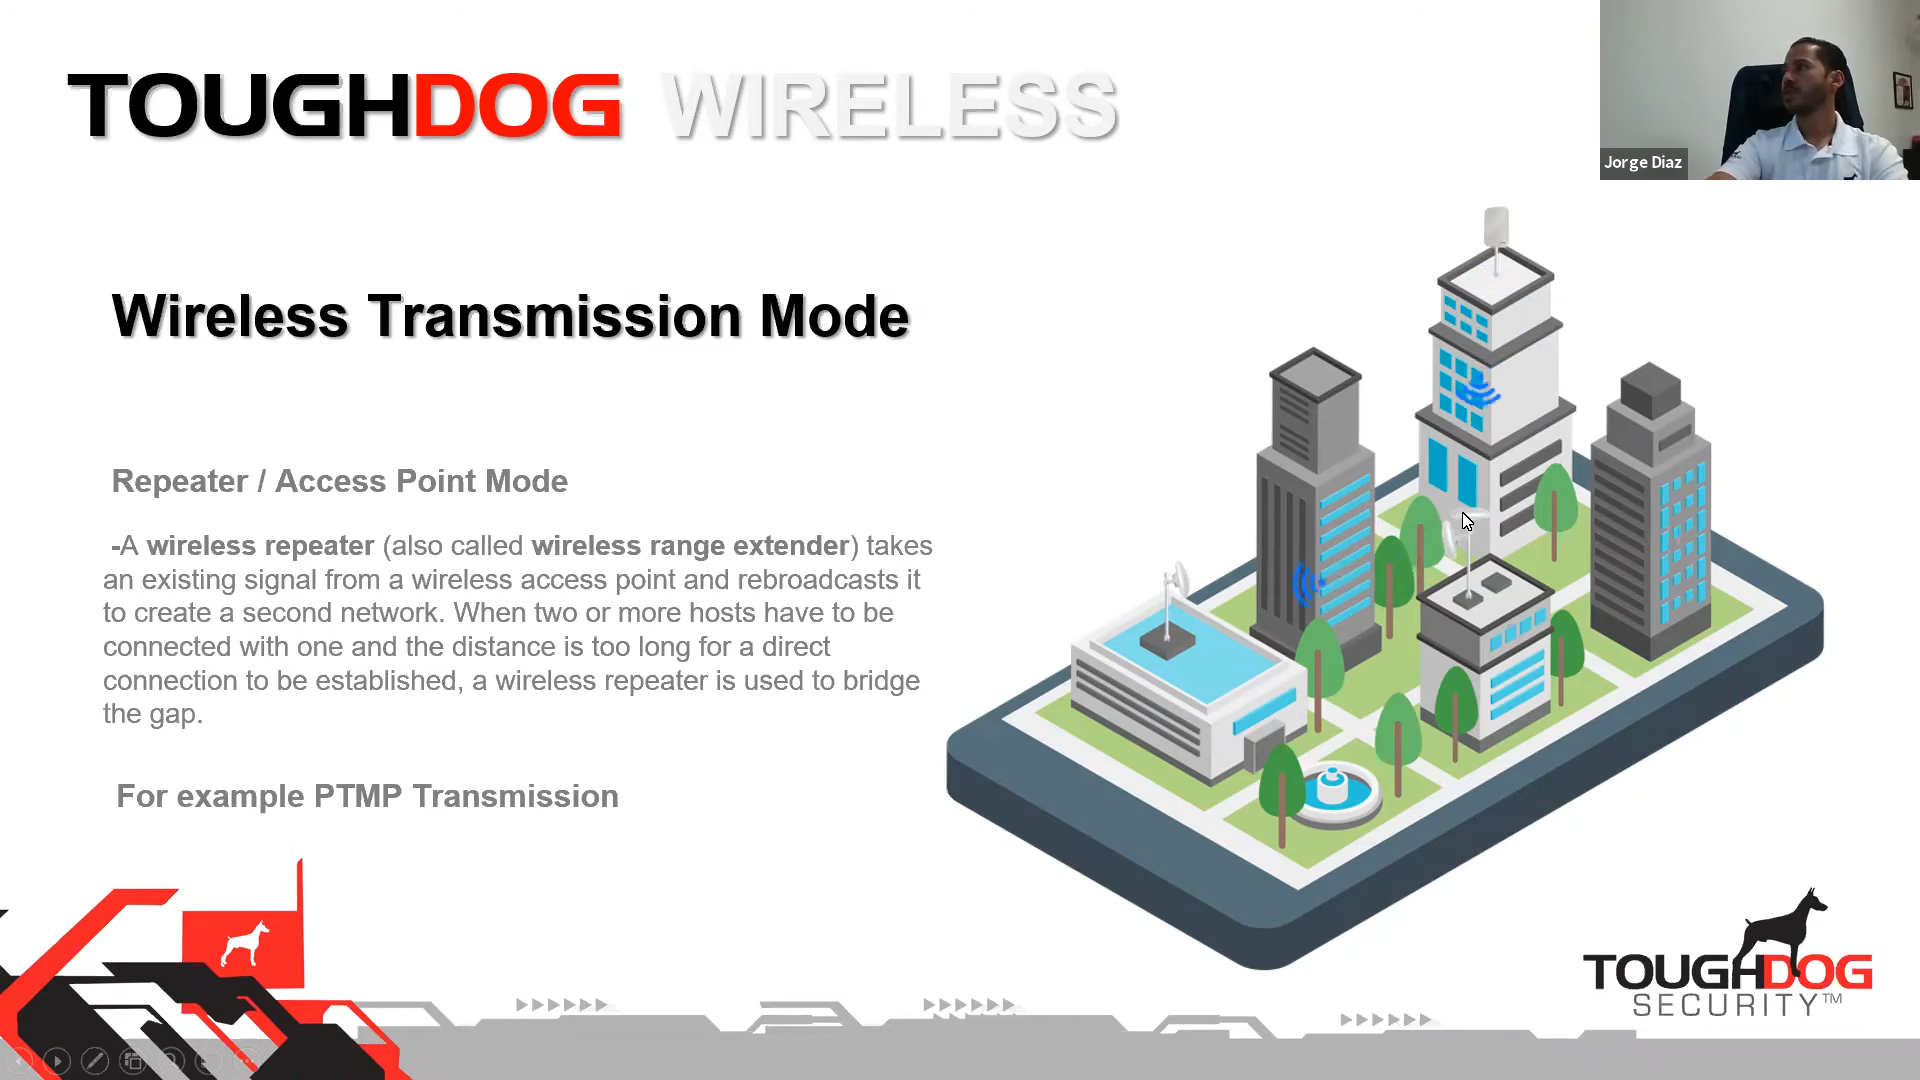 TOUGHDOG WIRELESS
Jorge Diaz
Wireless Transmission Mode
Repeater / Access Point Mode
-A wireless repeater (also called wireless range extender) takes
an existing signal from a wireless access point and rebroadcasts it
to create a second network. When two or more hosts have to be
connected with one and the distance is too long for a direct
connection to be established, a wireless repeater is used to bridge
the gap.
For example PTMP Transmission
TOUGHDOG
SECURITY™